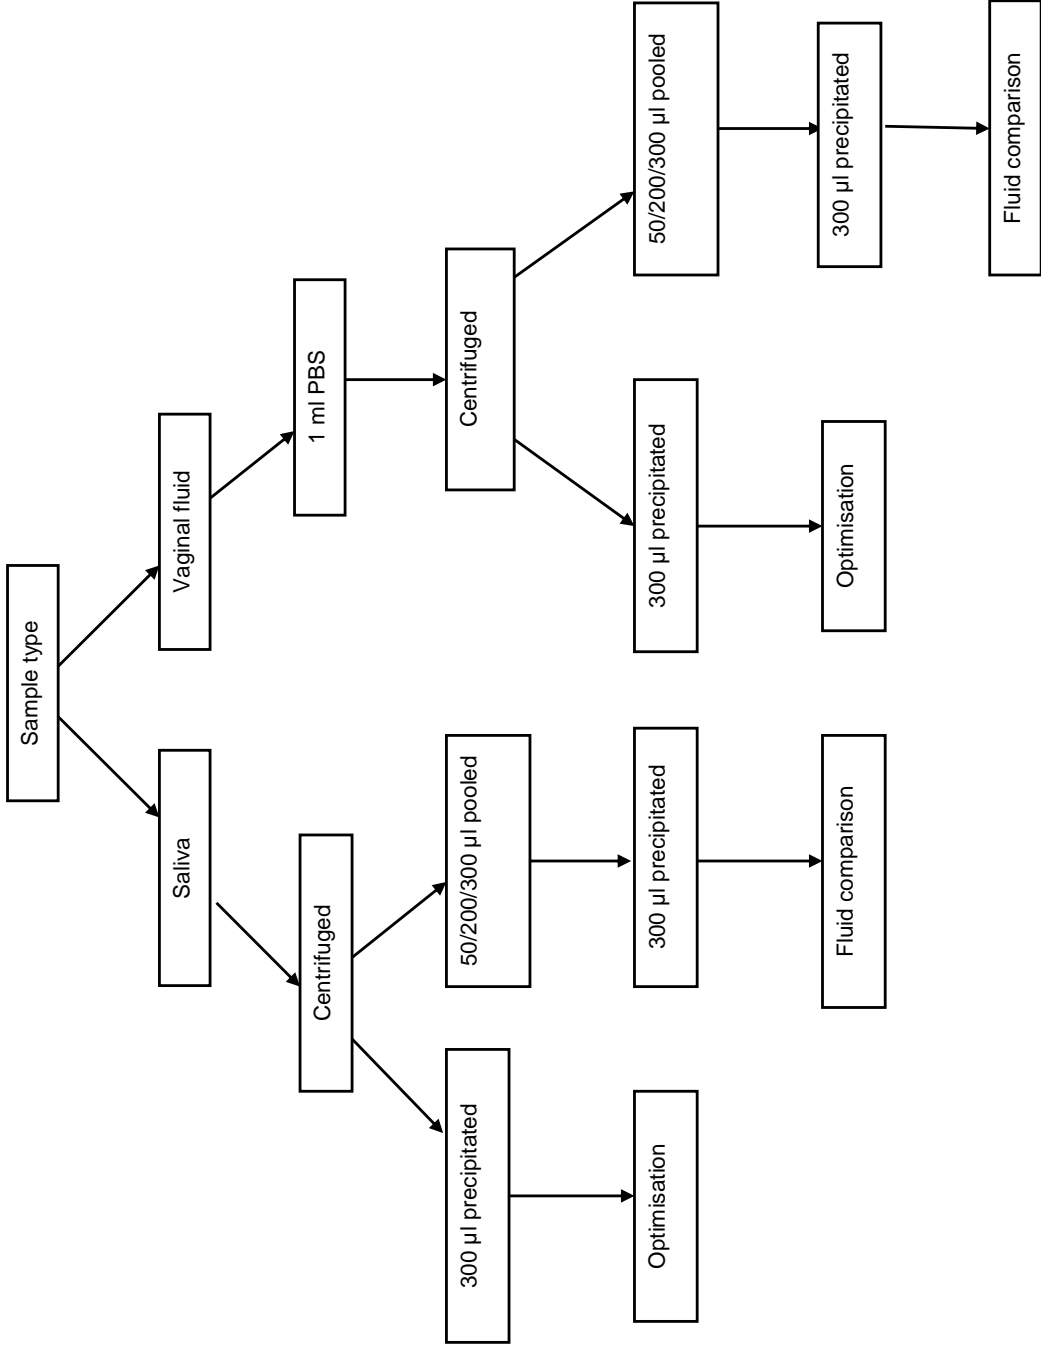 Sample type
Saliva
Vaginal fluid
Centrifuged
1 ml PBS
300 µl precipitated
50/200/300 µl pooled
Centrifuged
Optimisation
300 µl precipitated
300 µl precipitated
50/200/300 µl pooled
Fluid comparison
Optimisation
300 µl precipitated
Fluid comparison